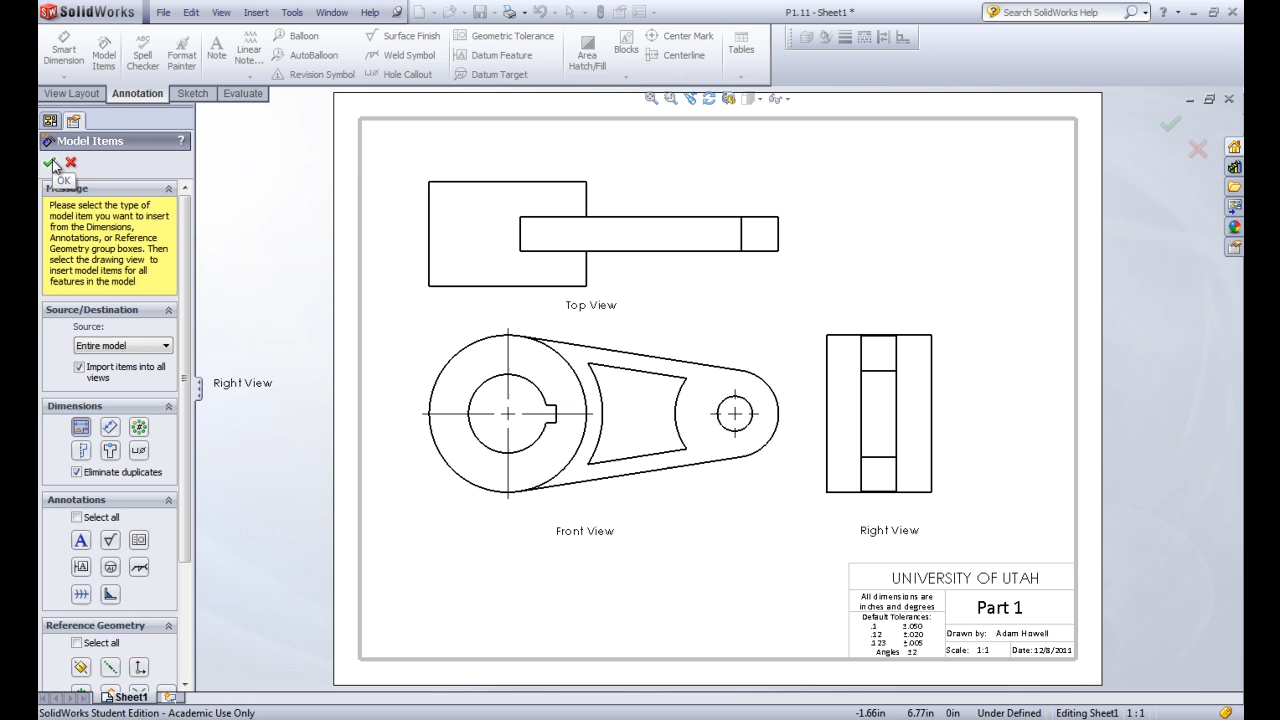 SolidWorks File Edit View Insert Tools Window Help P1.11 - Sheet1 * Search SolidWorks Help ?
Smart Dimension
Model Items
ABC Spell Checker
Format Painter
A Note
AAA AAA Linear Note...
Balloon
AutoBalloon
Revision Symbol
Surface Finish
Weld Symbol
Hole Callout
Geometric Tolerance
Datum Feature
Datum Target
Area Hatch/Fill
Blocks
Center Mark
Centerline
Tables
View Layout Annotation Sketch Evaluate
Model Items ?
OK
Message
Please select the type of
model item you want to insert
from the Dimensions,
Annotations, or Reference
Geometry group boxes. Then
select the drawing view to
insert model items for all
features in the model
Source/Destination
Source:
Entire model
Import items into all
views
Dimensions
Eliminate duplicates
Annotations
Select all
Reference Geometry
Select all
Right View
Top View
Front View
Right View
UNIVERSITY OF UTAH
All dimensions are
inches and degrees
Default Tolerances:
.1 ±.050
.12 ±.020
.123 ±.005
Angles ±2
Part 1
Drawn by: Adam Howell
Scale: 1:1 Date: 12/8/2011
Sheet1
SolidWorks Student Edition - Academic Use Only -1.66in 6.77in 0in Under Defined Editing Sheet1 1 : 1